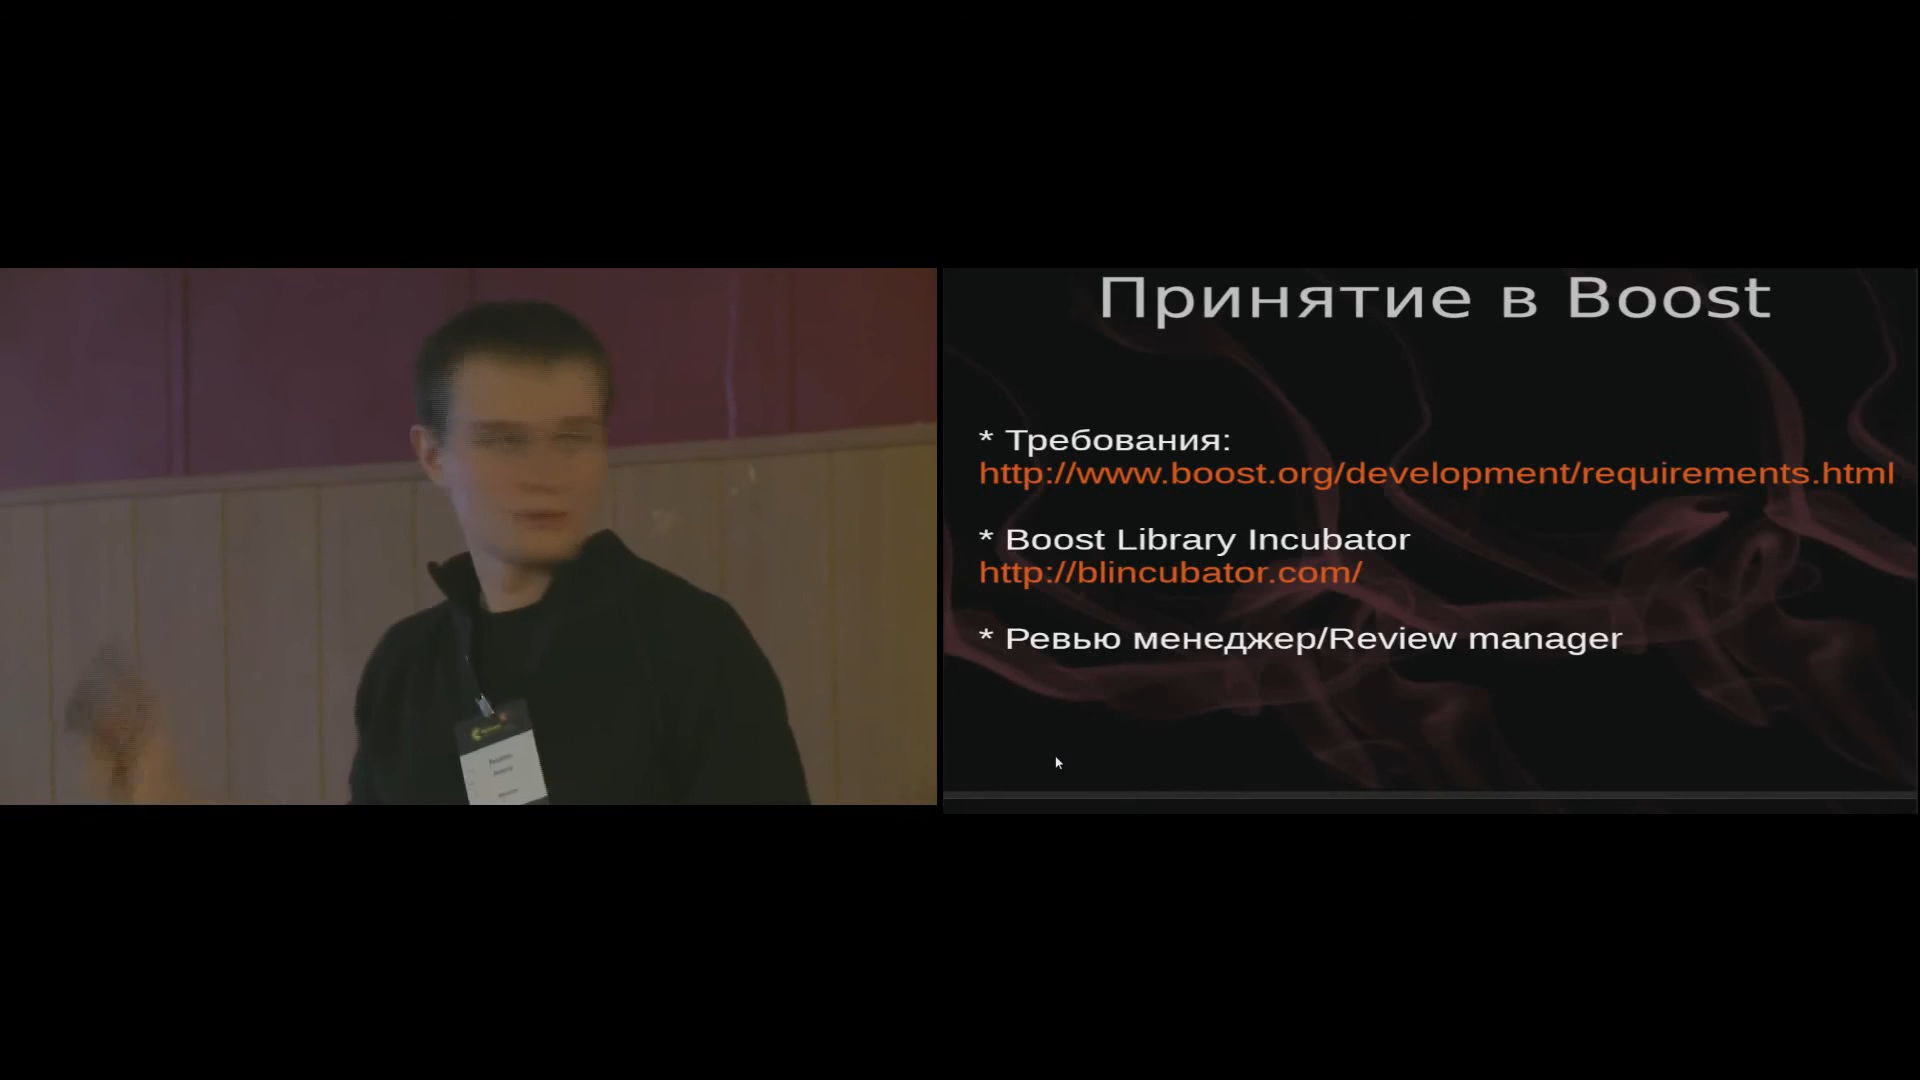 Принятие в Boost
* Требования:
http://www.boost.org/development/requirements.html
* Boost Library Incubator
http://blincubator.com/
* Ревью менеджер/Review manager